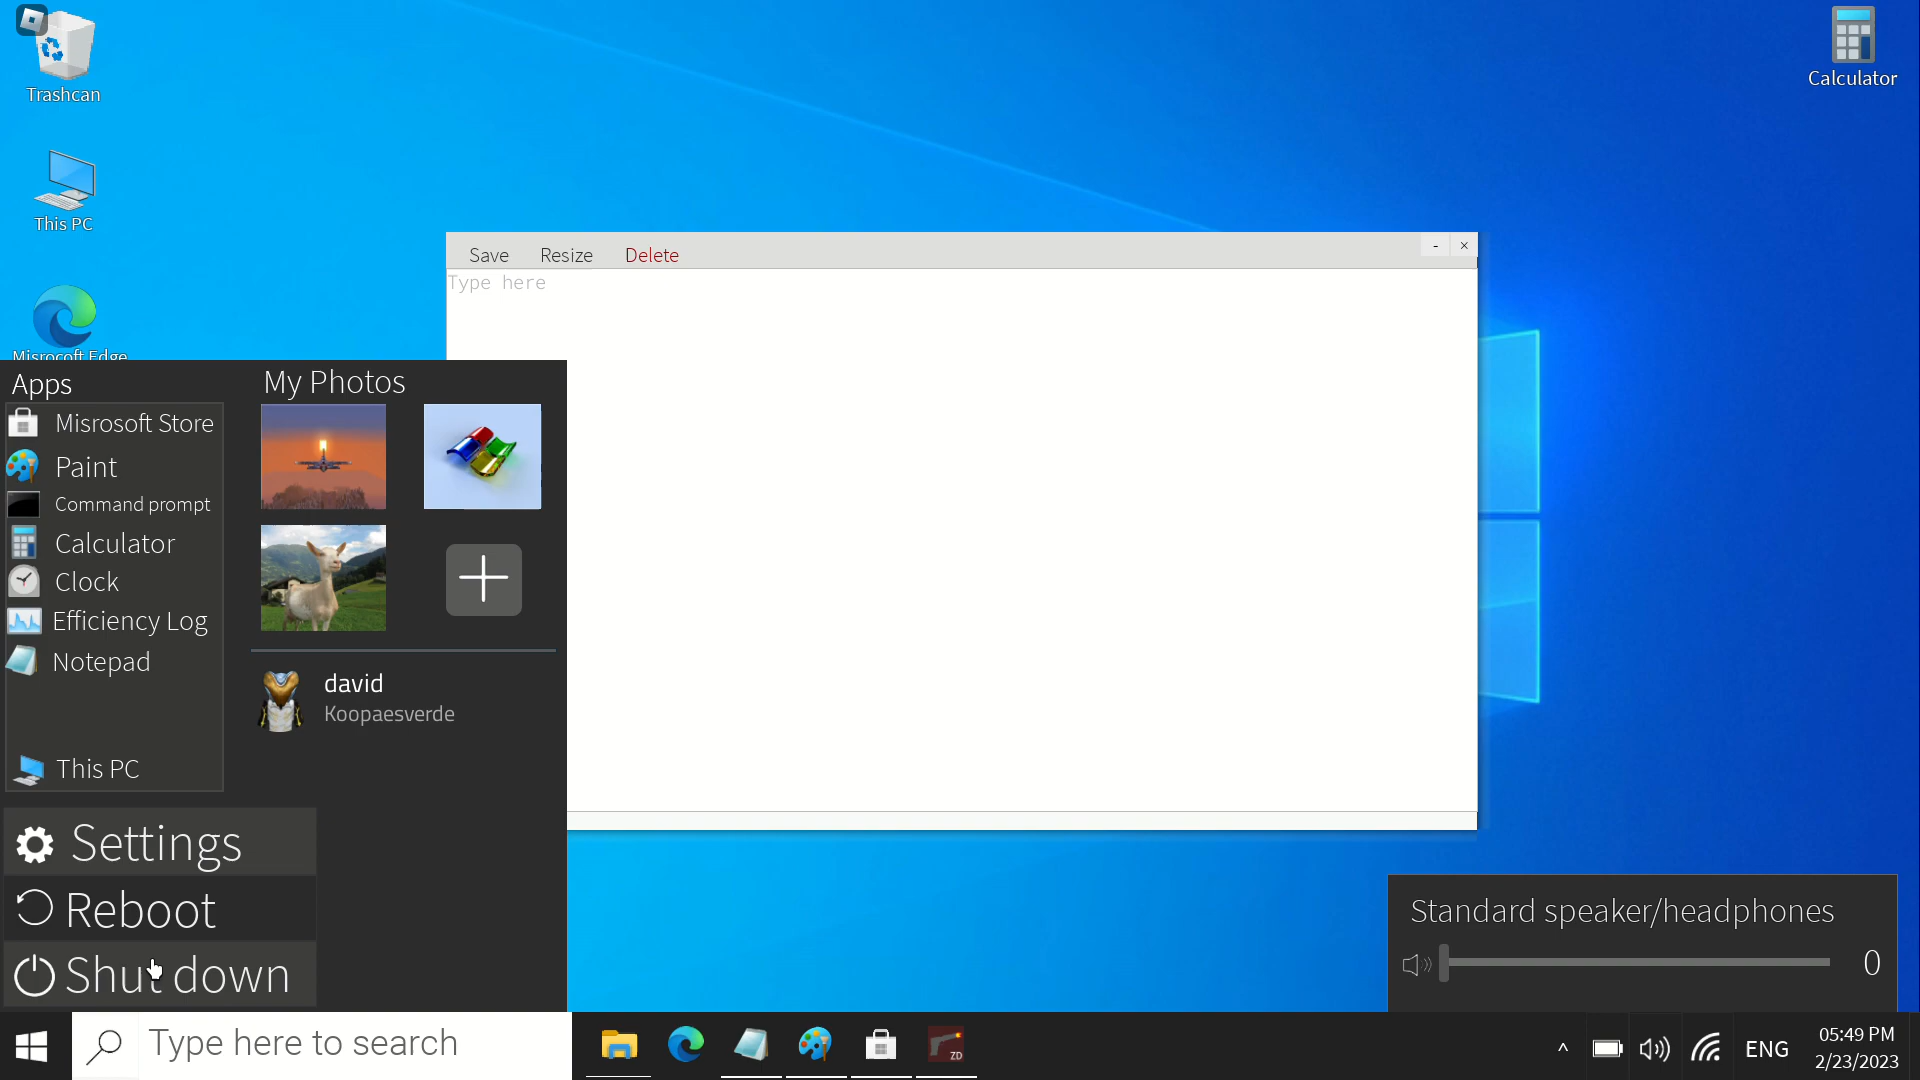 Trashcan
This PC
Misrocoft Edge
Calculator
Save Resize Delete - ×
Type here
Apps
Misrosoft Store
Paint
Command prompt
Calculator
Clock
Efficiency Log
Notepad
This PC
My Photos
david
Koopaesverde
Settings
Reboot
Shut down
Standard speaker/headphones
0
Type here to search
ZD
ENG
05:49 PM
2/23/2023